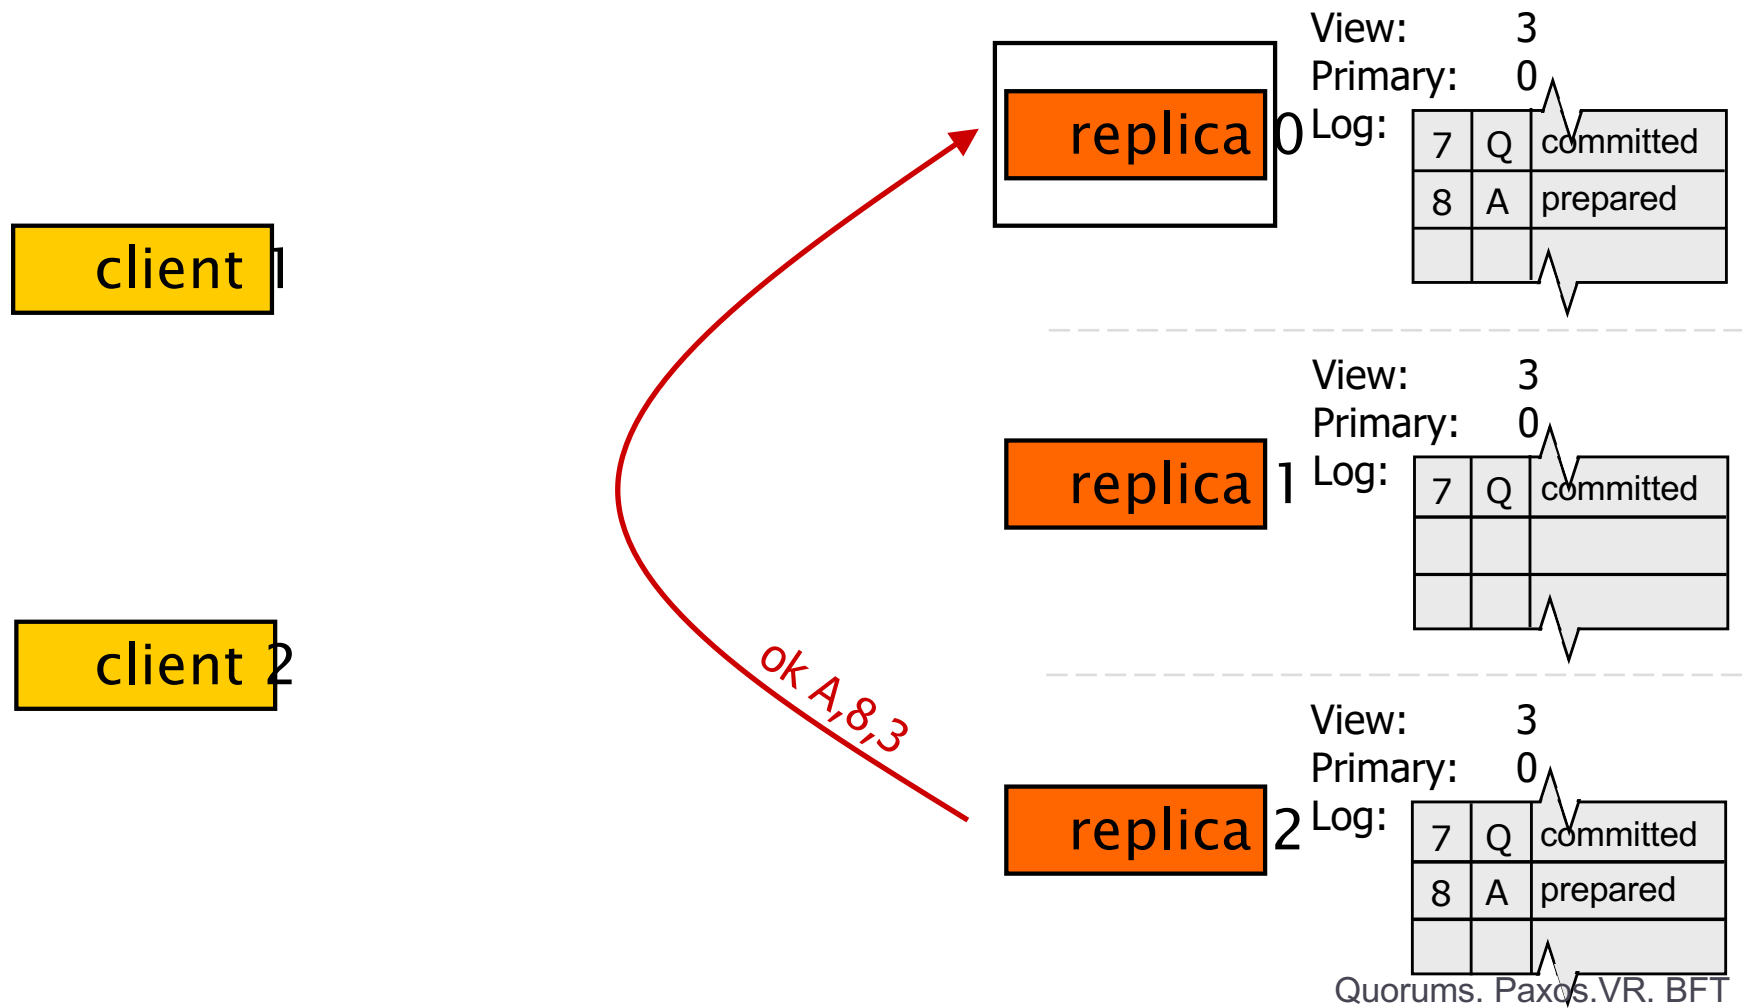 client 1
client 2
ok A,8,3
replica 0
View: 3
Primary: 0
Log:
7 Q committed
8 A prepared
replica 1
View: 3
Primary: 0
Log:
7 Q committed
replica 2
View: 3
Primary: 0
Log:
7 Q committed
8 A prepared
Quorums. Paxos.VR. BFT